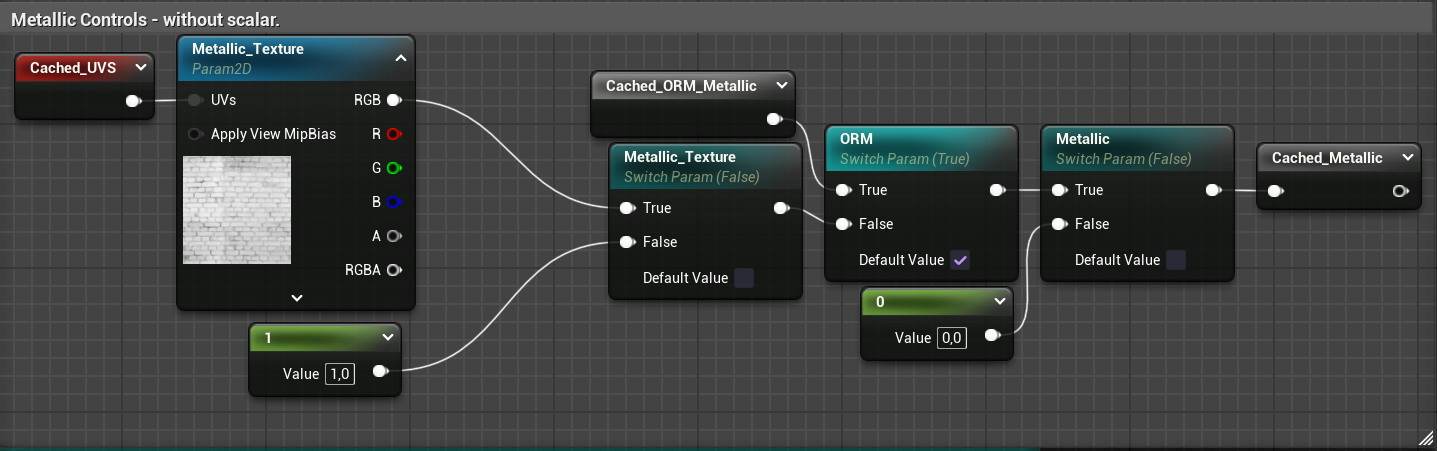 Metallic Controls - without scalar.
Cached_UVS
Metallic_Texture
Param2D
UVs
RGB
Apply View MipBias
R
G
B
A
RGBA
1
Value 1,0
Cached_ORM_Metallic
Metallic_Texture
Switch Param (False)
True
False
Default Value
ORM
Switch Param (True)
True
False
Default Value
0
Value 0,0
Metallic
Switch Param (False)
True
False
Default Value
Cached_Metallic